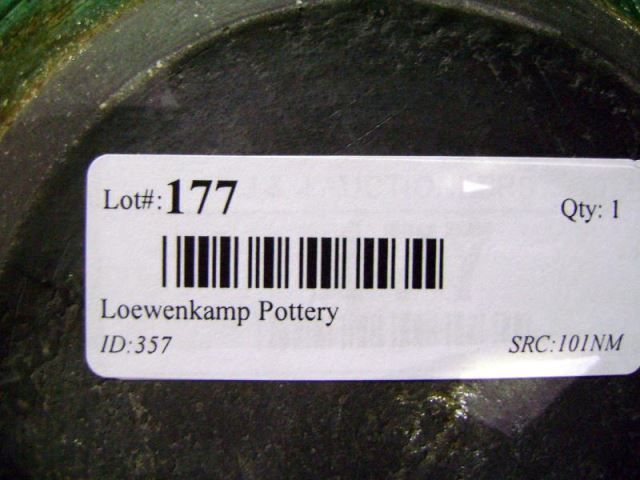 Lot#: 177 Qty: 1
Loewenkamp Pottery
ID:357 SRC:101NM